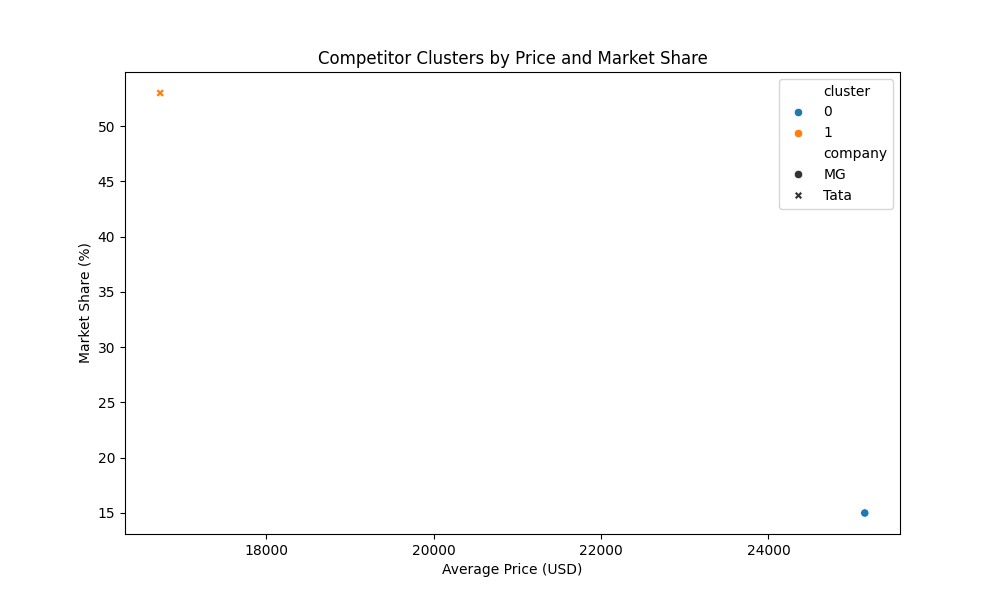 Competitor Clusters by Price and Market Share
cluster
0
1
company
MG
Tata
50
45
40
35
30
25
20
15
Market Share (%)
18000 20000 22000 24000
Average Price (USD)